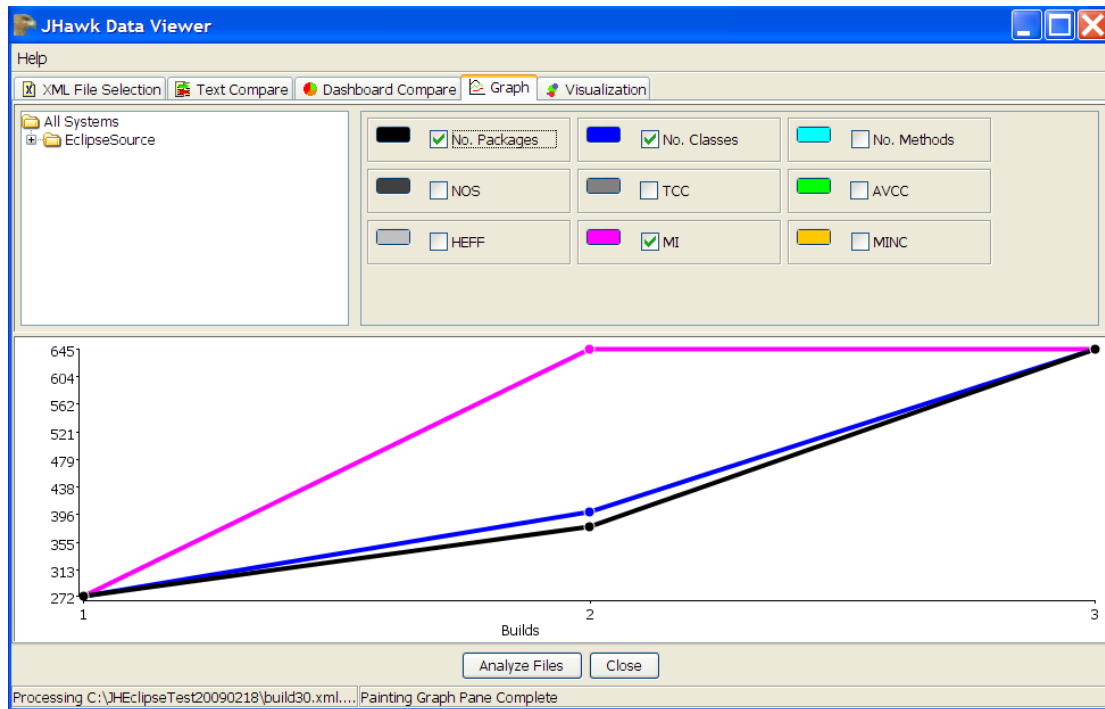 JHawk Data Viewer
Help
XML File Selection
Text Compare
Dashboard Compare
Graph
Visualization
All Systems
EclipseSource
No. Packages
No. Classes
No. Methods
NOS
TCC
AVCC
HEFF
MI
MINC
645
604
562
521
479
438
396
355
313
272
1
2
3
Builds
Analyze Files
Close
Processing C:\JHEclipseTest20090218\build30.xml....
Painting Graph Pane Complete